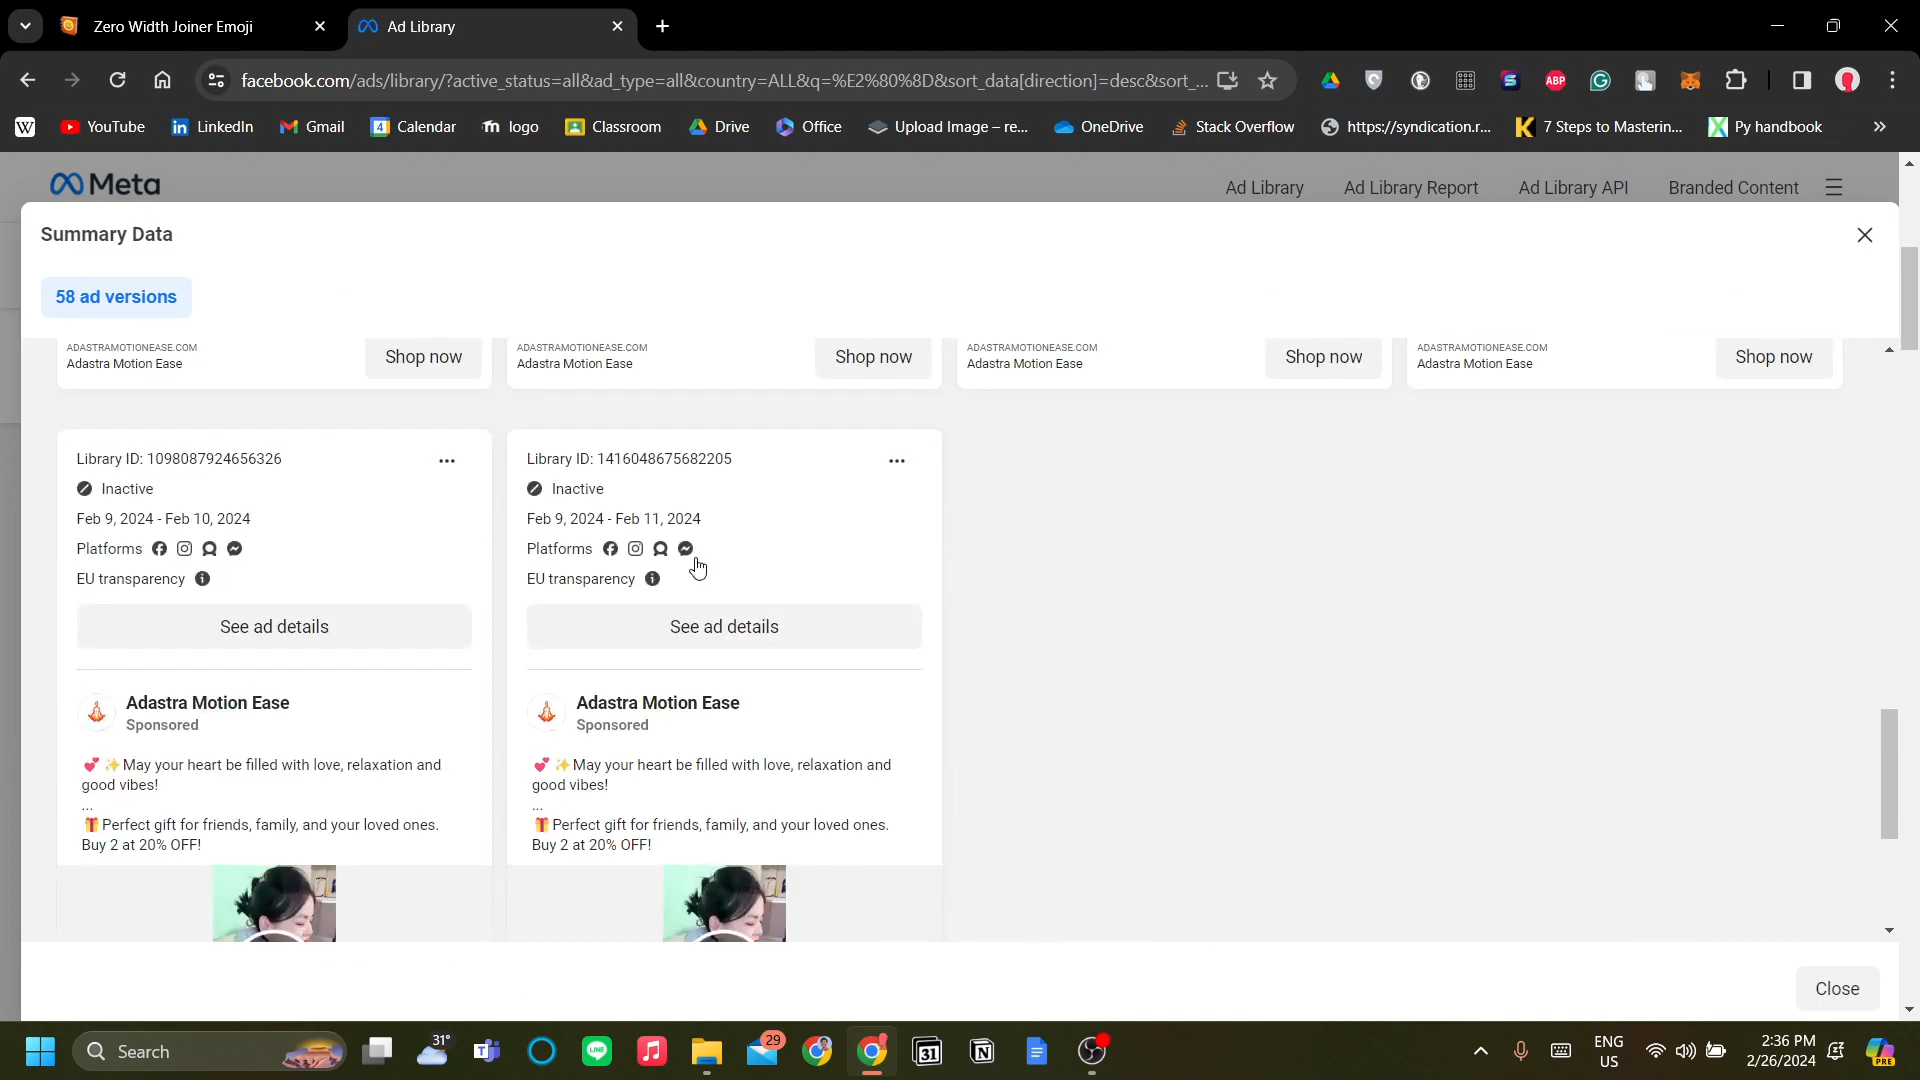 Zero Width Joiner Emoji
Ad Library
facebook.com/ads/library/?active_status=all&ad_type=all&country=ALL&q=%E2%80%8D&sort_data[direction]=desc&sort_...
W YouTube LinkedIn Gmail Calendar logo Classroom Drive Office Upload Image – re... OneDrive Stack Overflow https://syndication.r... 7 Steps to Masterin... Py handbook »
Meta
Ad Library Ad Library Report Ad Library API Branded Content
Summary Data
58 ad versions
ADASTRAMOTIONEASE.COM
Adastra Motion Ease
Shop now
ADASTRAMOTIONEASE.COM
Adastra Motion Ease
Shop now
ADASTRAMOTIONEASE.COM
Adastra Motion Ease
Shop now
ADASTRAMOTIONEASE.COM
Adastra Motion Ease
Shop now
Library ID: 1098087924656326
Inactive
Feb 9, 2024 - Feb 10, 2024
Platforms
EU transparency
See ad details
Adastra Motion Ease
Sponsored
💕 ✨ May your heart be filled with love, relaxation and
good vibes!
...
🎁 Perfect gift for friends, family, and your loved ones.
Buy 2 at 20% OFF!
Library ID: 1416048675682205
Inactive
Feb 9, 2024 - Feb 11, 2024
Platforms
EU transparency
See ad details
Adastra Motion Ease
Sponsored
💕 ✨ May your heart be filled with love, relaxation and
good vibes!
...
🎁 Perfect gift for friends, family, and your loved ones.
Buy 2 at 20% OFF!
Close
Search
31°
LINE
29
31
ENG
US
2:36 PM
2/26/2024
PRE